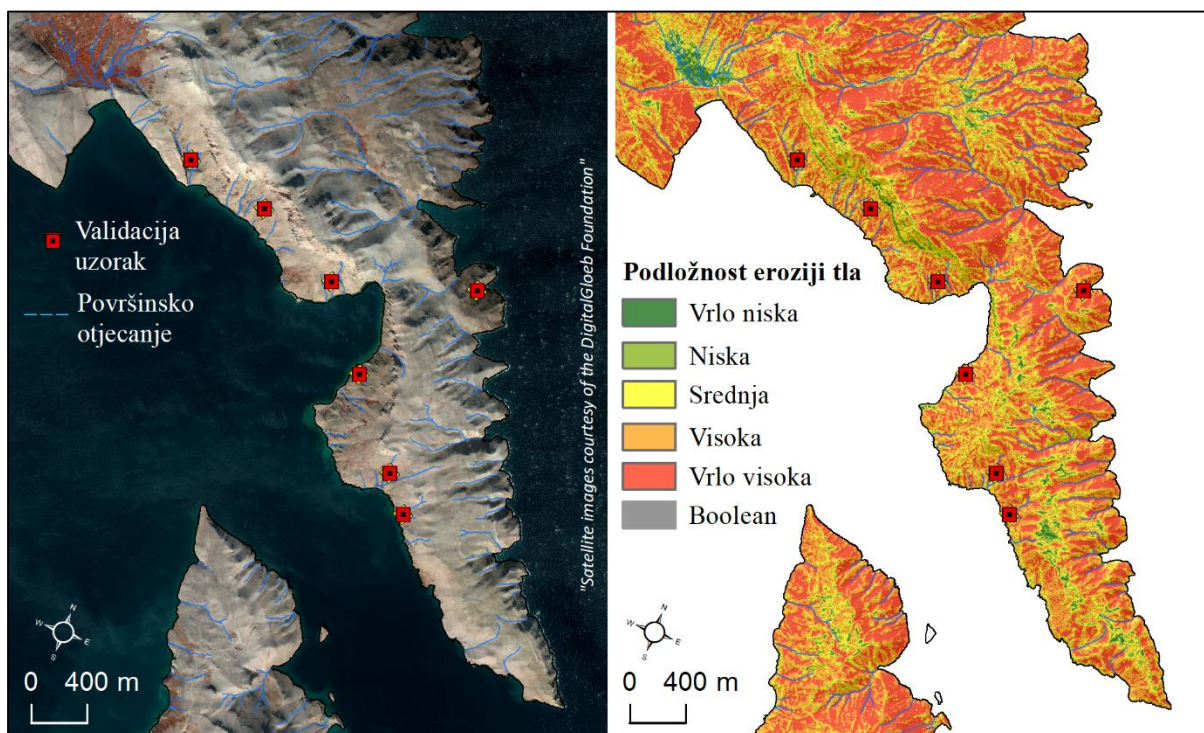 Validacija
uzorak
Površinsko
otjecanje
"Satellite images courtesy of the DigitalGloeb Foundation"
N
W
E
S
0 400 m
Podložnost eroziji tla
Vrlo niska
Niska
Srednja
Visoka
Vrlo visoka
Boolean
N
W
E
S
0 400 m